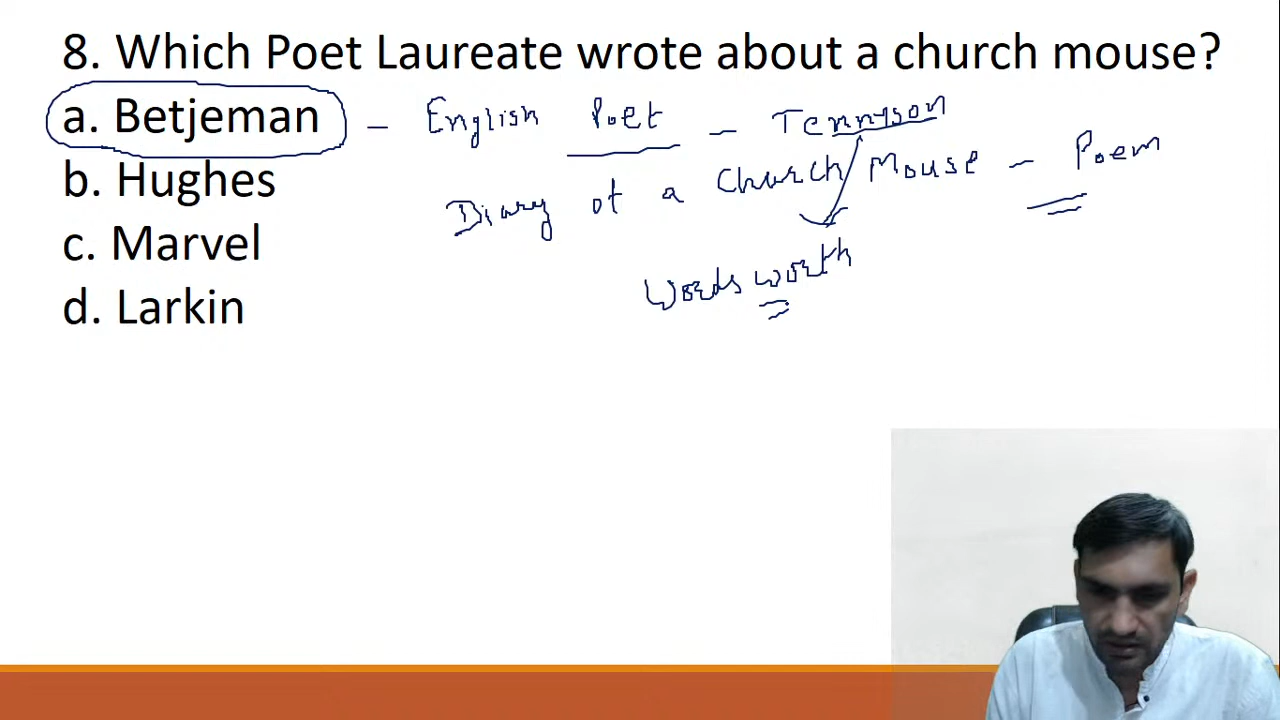 8. Which Poet Laureate wrote about a church mouse?
a. Betjeman – English Poet – Tennyson
Diary of a Church Mouse – Poem
b. Hughes
c. Marvel
Wordsworth
d. Larkin